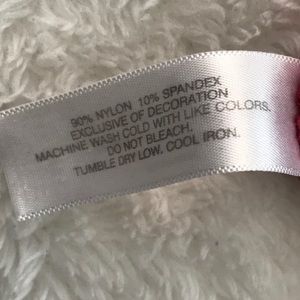 90% NYLON 10% SPANDEX
EXCLUSIVE OF DECORATION
MACHINE WASH COLD WITH LIKE COLORS.
DO NOT BLEACH.
TUMBLE DRY LOW, COOL IRON.